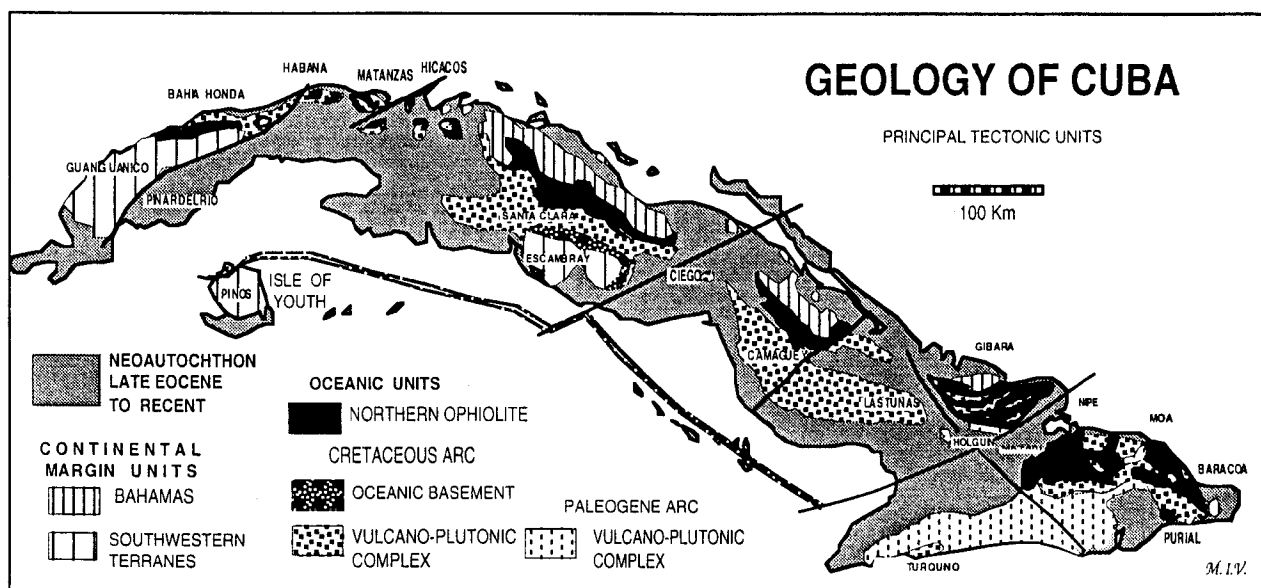 GEOLOGY OF CUBA
PRINCIPAL TECTONIC UNITS
100 Km
HABANA
MATANZAS
HICACOS
BAHIA HONDA
GUANGUANICO
PINARDELRIO
PINOS
ISLE OF
YOUTH
SANTA CLARA
ESCAMBRAY
CIEGO
CAMAGUEY
LASTUNAS
GIBARA
HOLGUIN
NIPE
MOA
BARACOA
PURIAL
TURQUINO
NEOAUTOCHTHON
LATE EOCENE
TO RECENT
CONTINENTAL
MARGIN UNITS
BAHAMAS
SOUTHWESTERN
TERRANES
OCEANIC UNITS
NORTHERN OPHIOLITE
CRETACEOUS ARC
OCEANIC BASEMENT
VULCANO-PLUTONIC
COMPLEX
PALEOGENE ARC
VULCANO-PLUTONIC
COMPLEX
M.I.V.